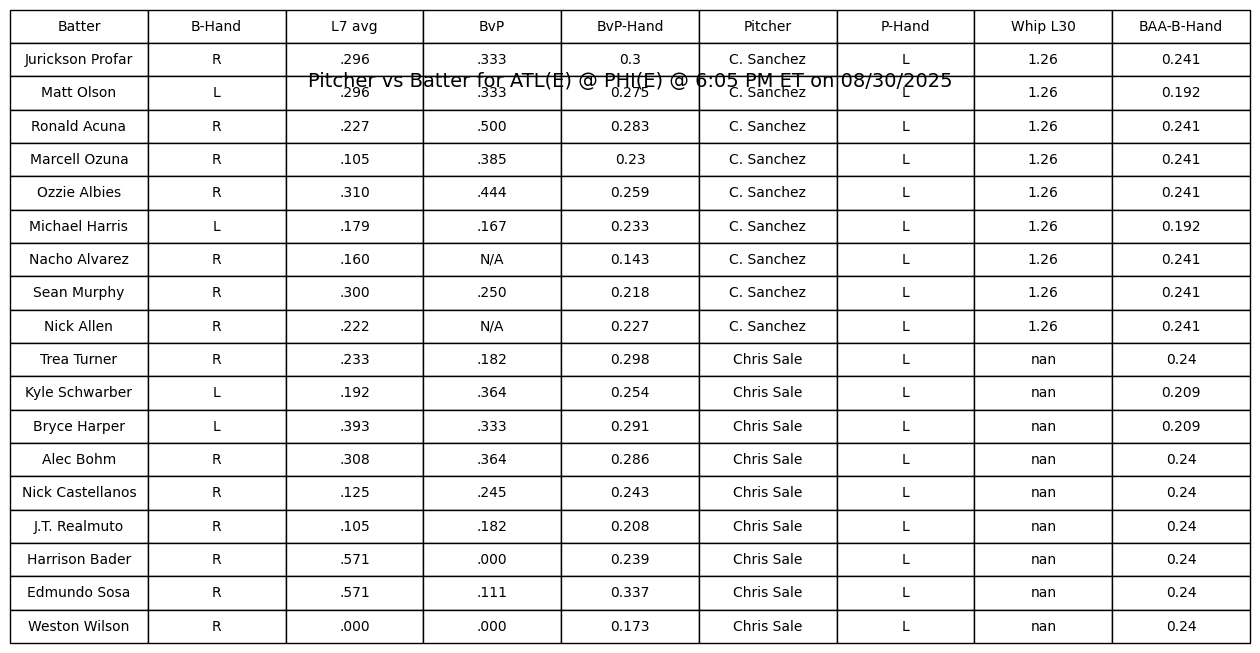 Batter B-Hand L7 avg BvP BvP-Hand Pitcher P-Hand Whip L30 BAA-B-Hand
Jurickson Profar R .296 .333 0.3 C. Sanchez L 1.26 0.241
Pitcher vs Batter for ATL(E) @ PHI(E) @ 6:05 PM ET on 08/30/2025
Matt Olson L .296 .333 0.275 C. Sanchez L 1.26 0.192
Ronald Acuna R .227 .500 0.283 C. Sanchez L 1.26 0.241
Marcell Ozuna R .105 .385 0.23 C. Sanchez L 1.26 0.241
Ozzie Albies R .310 .444 0.259 C. Sanchez L 1.26 0.241
Michael Harris L .179 .167 0.233 C. Sanchez L 1.26 0.192
Nacho Alvarez R .160 N/A 0.143 C. Sanchez L 1.26 0.241
Sean Murphy R .300 .250 0.218 C. Sanchez L 1.26 0.241
Nick Allen R .222 N/A 0.227 C. Sanchez L 1.26 0.241
Trea Turner R .233 .182 0.298 Chris Sale L nan 0.24
Kyle Schwarber L .192 .364 0.254 Chris Sale L nan 0.209
Bryce Harper L .393 .333 0.291 Chris Sale L nan 0.209
Alec Bohm R .308 .364 0.286 Chris Sale L nan 0.24
Nick Castellanos R .125 .245 0.243 Chris Sale L nan 0.24
J.T. Realmuto R .105 .182 0.208 Chris Sale L nan 0.24
Harrison Bader R .571 .000 0.239 Chris Sale L nan 0.24
Edmundo Sosa R .571 .111 0.337 Chris Sale L nan 0.24
Weston Wilson R .000 .000 0.173 Chris Sale L nan 0.24